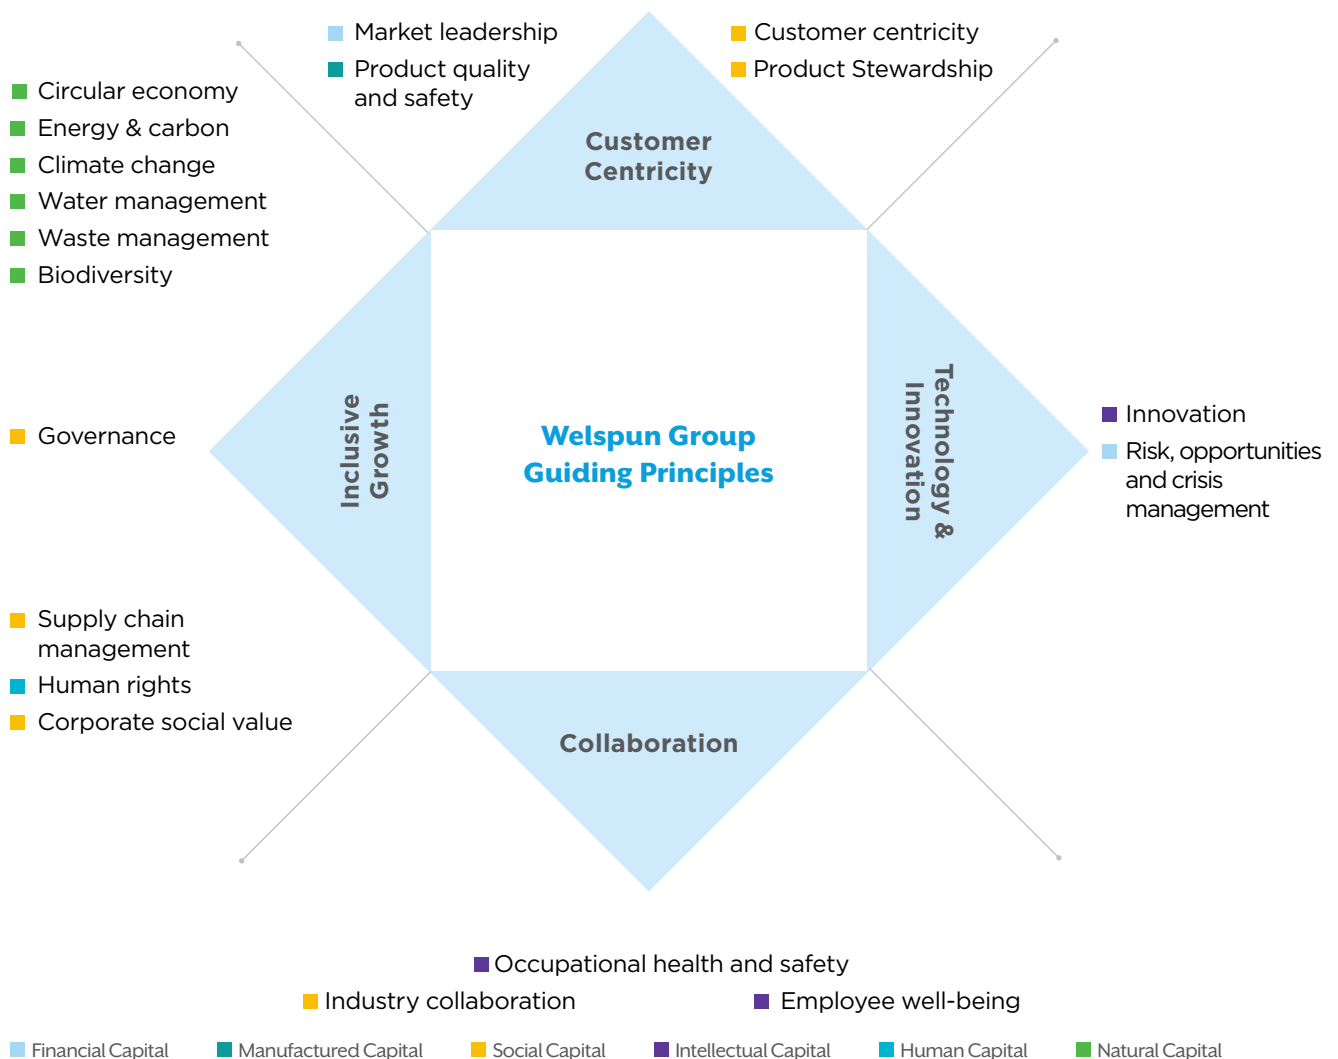 Market leadership
Product quality
and safety
Customer centricity
Product Stewardship
Circular economy
Energy & carbon
Climate change
Water management
Waste management
Biodiversity
Customer
Centricity
Governance
Inclusive
Growth
Welspun Group
Guiding Principles
Technology &
Innovation
Innovation
Risk, opportunities
and crisis
management
Supply chain
management
Human rights
Corporate social value
Collaboration
Occupational health and safety
Industry collaboration
Employee well-being
Financial Capital
Manufactured Capital
Social Capital
Intellectual Capital
Human Capital
Natural Capital